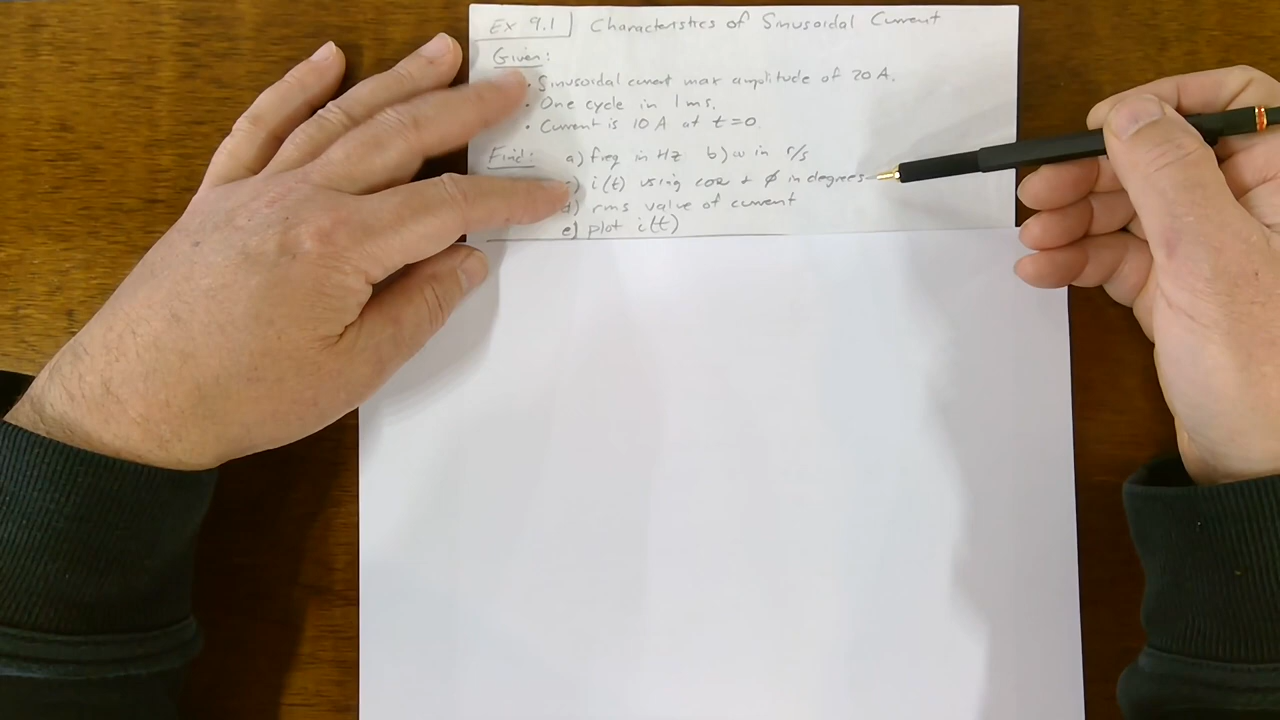 Ex 9.1 Characteristics of Sinusoidal Current
Given:
• Sinusoidal current max amplitude of 20 A.
• One cycle in 1 ms.
• Current is 10 A at t=0
Find: a) freq in Hz b) ω in r/s
c) i(t) using cos & ϕ in degrees
d) rms value of current
e) plot i(t)